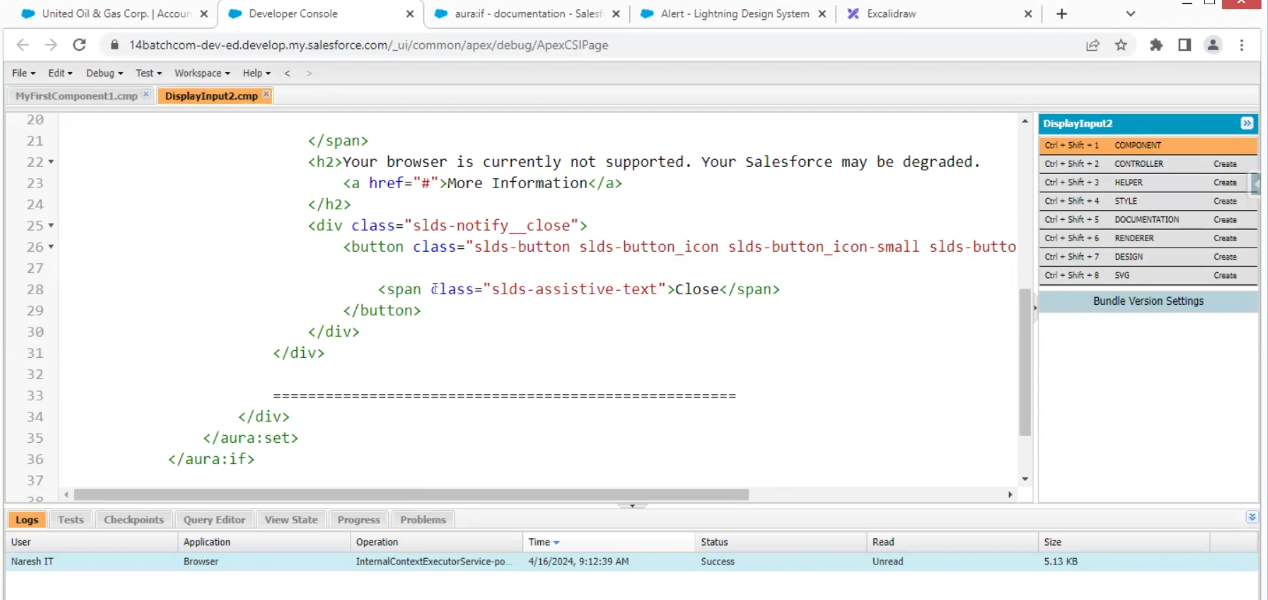 United Oil & Gas Corp. | Accoun
Developer Console
aura:if - documentation - Salesf
Alert - Lightning Design System
Excalidraw
14batchcom-dev-ed.develop.my.salesforce.com/_ui/common/apex/debug/ApexCSIPage
File Edit Debug Test Workspace Help < >
MyFirstComponent1.cmp DisplayInput2.cmp
20
21 </span>
22 <h2>Your browser is currently not supported. Your Salesforce may be degraded.
23 <a href="#">More Information</a>
24 </h2>
25 <div class="slds-notify__close">
26 <button class="slds-button slds-button_icon slds-button_icon-small slds-butto
27
28 <span class="slds-assistive-text">Close</span>
29 </button>
30 </div>
31 </div>
32
33 =====================================================
34 </div>
35 </aura:set>
36 </aura:if>
37
38
DisplayInput2
Ctrl + Shift + 1 COMPONENT
Ctrl + Shift + 2 CONTROLLER Create
Ctrl + Shift + 3 HELPER Create
Ctrl + Shift + 4 STYLE Create
Ctrl + Shift + 5 DOCUMENTATION Create
Ctrl + Shift + 6 RENDERER Create
Ctrl + Shift + 7 DESIGN Create
Ctrl + Shift + 8 SVG Create
Bundle Version Settings
Logs Tests Checkpoints Query Editor View State Progress Problems
User Application Operation Time Status Read Size
Naresh IT Browser InternalContextExecutorService-po... 4/16/2024, 9:12:39 AM Success Unread 5.13 KB